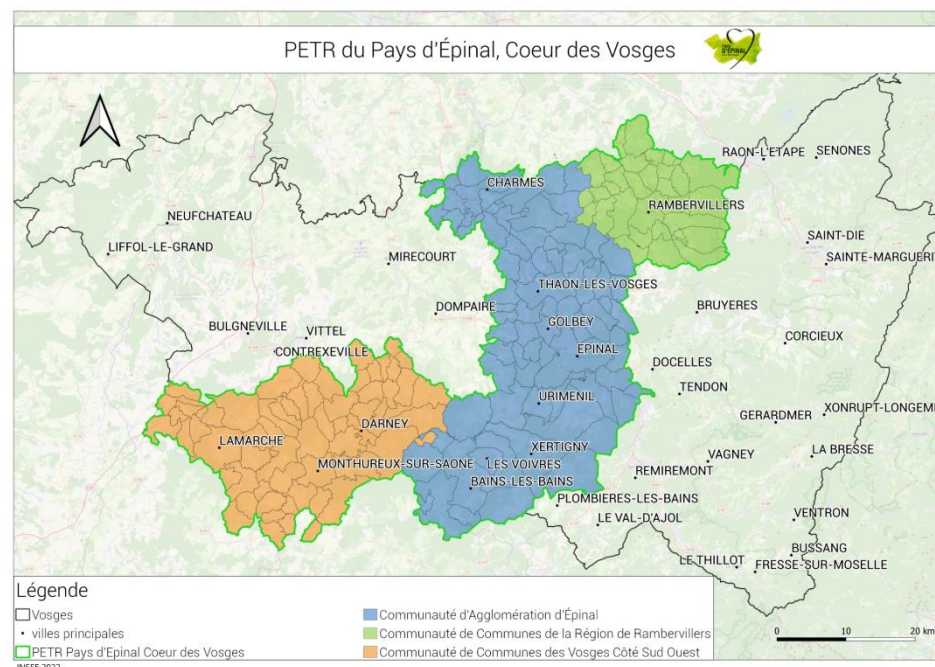 PETR du Pays d'Épinal, Coeur des Vosges
PAYS
D'ÉPINAL
RAON-L'ETAPE
SENONES
CHARMES
RAMBERVILLERS
NEUFCHATEAU
LIFFOL-LE-GRAND
SAINT-DIE
MIRECOURT
SAINTE-MARGUERIT
THAON-LES-VOSGES
DOMPAIRE
BRUYERES
BULGNEVILLE
VITTEL
GOLBEY
CORCIEUX
CONTREXEVILLE
EPINAL
DOCELLES
TENDON
URIMENIL
GERARDMER
XONRUPT-LONGEME
DARNEY
LAMARCHE
XERTIGNY
VAGNEY
LA BRESSE
MONTHUREUX-SUR-SAONE
LES VOIVRES
REMIREMONT
BAINS-LES-BAINS
PLOMBIERES-LES-BAINS
LE VAL-D'AJOL
VENTRON
BUSSANG
LE THILLOT
FRESSE-SUR-MOSELLE
Légende
Vosges
villes principales
PETR Pays d'Epinal Coeur des Vosges
Communauté d'Agglomération d'Épinal
Communauté de Communes de la Région de Rambervillers
Communauté de Communes des Vosges Côté Sud Ouest
0 10 20 km
INSEE 2022